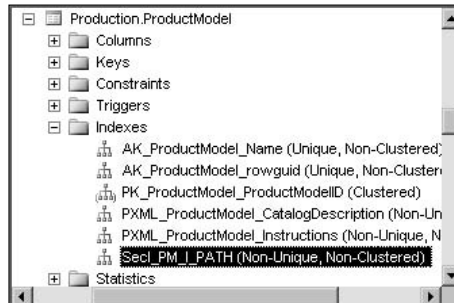 Production.ProductModel
Columns
Keys
Constraints
Triggers
Indexes
AK_ProductModel_Name (Unique, Non-Clustered)
AK_ProductModel_rowguid (Unique, Non-Cluster
PK_ProductModel_ProductModelID (Clustered)
PXML_ProductModel_CatalogDescription (Non-Un
PXML_ProductModel_Instructions (Non-Unique, N
SecI_PM_I_PATH (Non-Unique, Non-Clustered)
Statistics